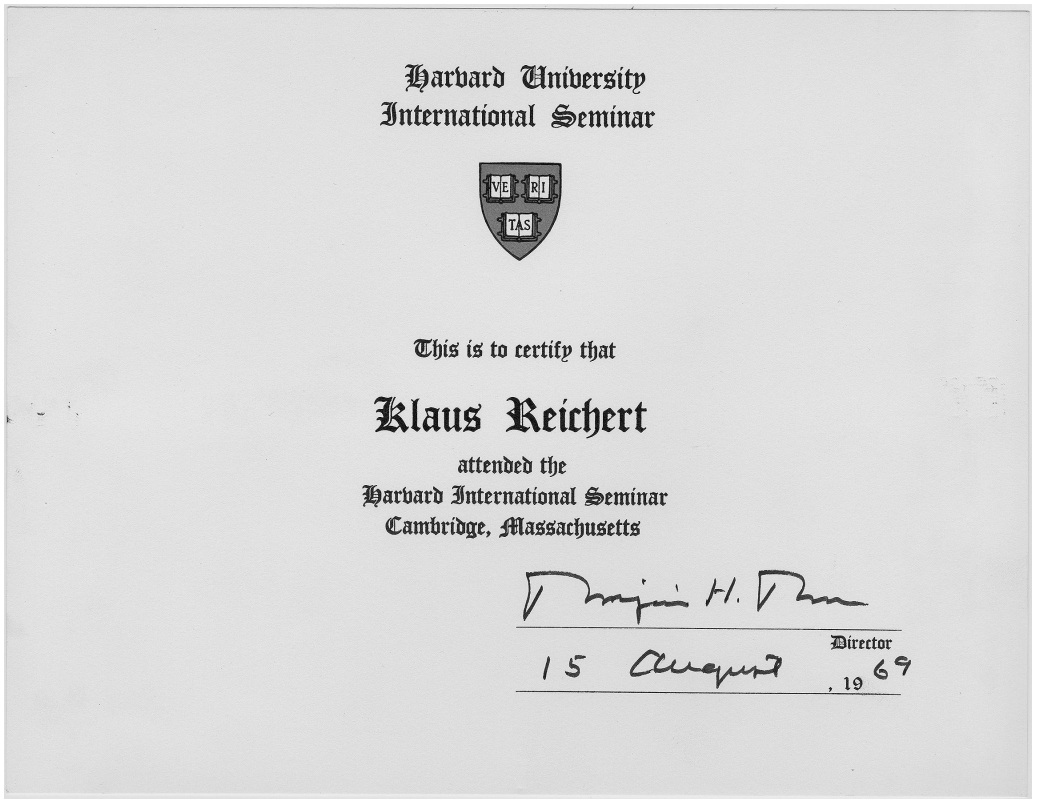 Harvard University
International Seminar
VE RI
TAS
This is to certify that
Klaus Reichert
attended the
Harvard International Seminar
Cambridge, Massachusetts
H.
Director
15 August, 1969